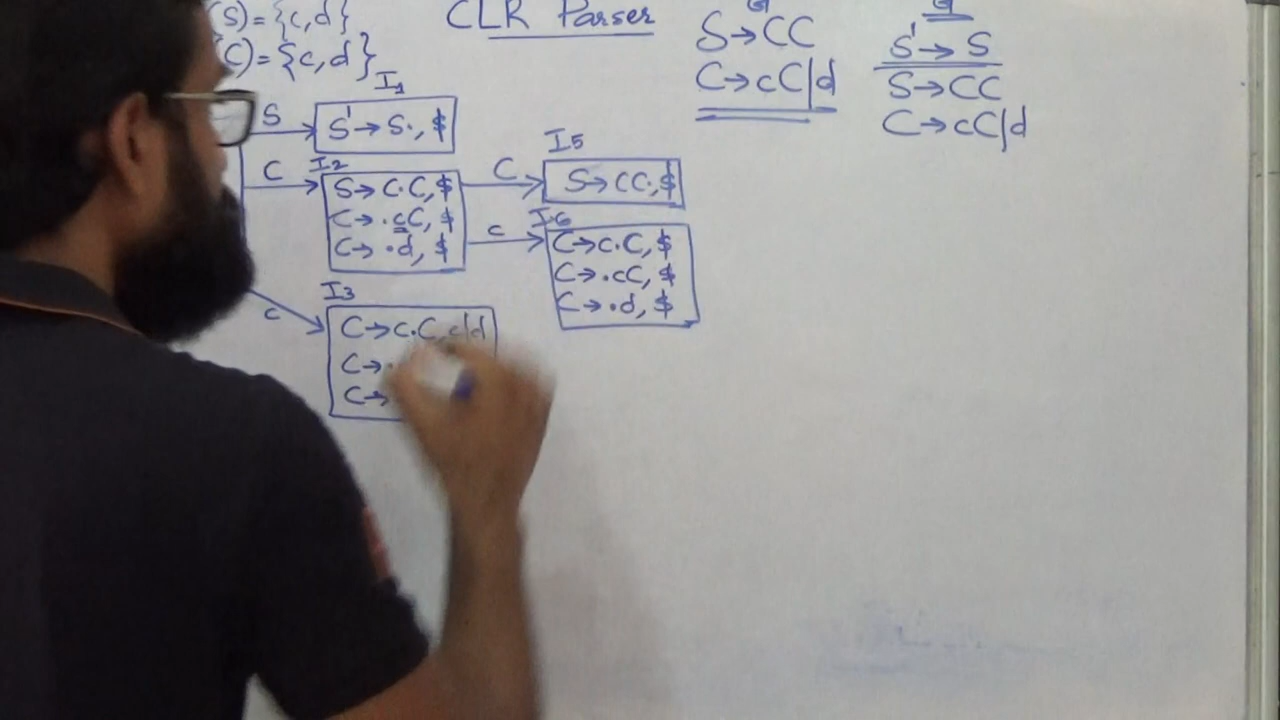 (S) = {c,d}
(C) = {c,d}
CLR Parser
G
S→CC
C→cC|d
S'→S
S→CC
C→cC|d
S
I1
S'→S·, $
C
I2
S→C·C, $
C→·cC, $
C→·d, $
C
I5
S→CC·, $
c
I6
C→c·C, $
C→·cC, $
C→·d, $
c
I3
C→c·C, c|d
C→·
C→